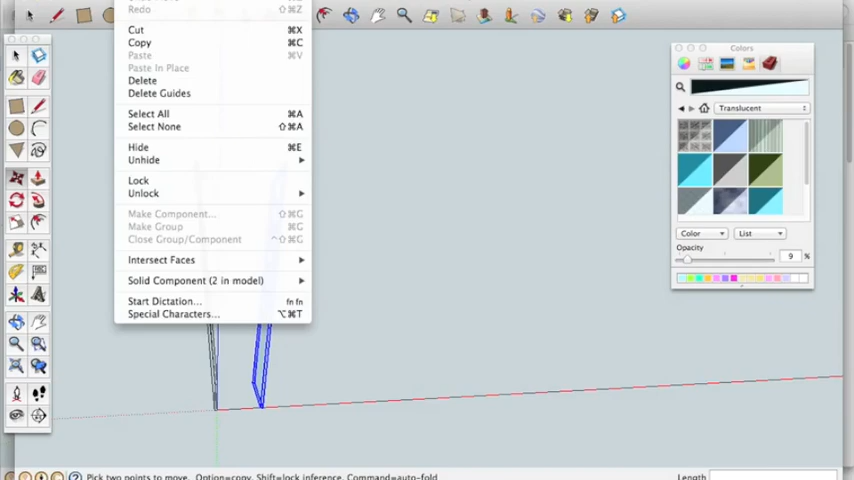 Redo ⇧⌘Z
Cut ⌘X
Copy ⌘C
Paste ⌘V
Paste In Place
Delete
Delete Guides
Select All ⌘A
Select None ⇧⌘A
Hide ⌘E
Unhide
Lock
Unlock
Make Component... ⇧⌘G
Make Group ⌘G
Close Group/Component ^⇧⌘G
Intersect Faces
Solid Component (2 in model)
Start Dictation... fn fn
Special Characters... ⌥⌘T
Colors
Translucent
Color
List
Opacity
9 %
Pick two points to move. Option=copy, Shift=lock inference, Command=auto-fold
Length